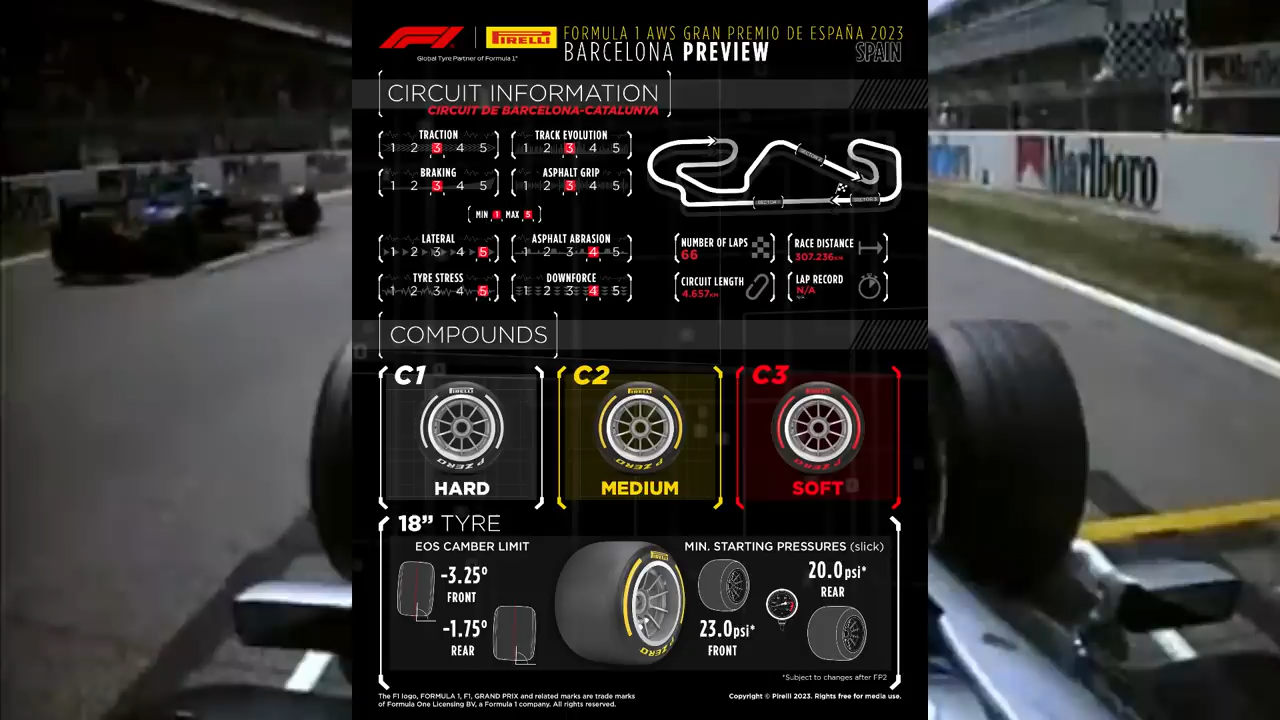 F1
PIRELLI
FORMULA 1 AWS GRAN PREMIO DE ESPAÑA 2023
BARCELONA PREVIEW
SPAIN
Global Tyre Partner of Formula 1®
CIRCUIT INFORMATION
CIRCUIT DE BARCELONA-CATALUNYA
TRACTION
1 2 3 4 5
TRACK EVOLUTION
1 2 3 4 5
BRAKING
1 2 3 4 5
ASPHALT GRIP
1 2 3 4 5
MIN 1 MAX 5
LATERAL
1 2 3 4 5
ASPHALT ABRASION
1 2 3 4 5
TYRE STRESS
1 2 3 4 5
DOWNFORCE
1 2 3 4 5
NUMBER OF LAPS
66
RACE DISTANCE
307.236KM
CIRCUIT LENGTH
4.657KM
LAP RECORD
N/A
COMPOUNDS
C1
PIRELLI
P ZERO
HARD
C2
PIRELLI
P ZERO
MEDIUM
C3
PIRELLI
P ZERO
SOFT
18” TYRE
EOS CAMBER LIMIT
-3.25°
FRONT
-1.75°
REAR
PIRELLI
P ZERO
MIN. STARTING PRESSURES (slick)
20.0psi*
REAR
23.0psi*
FRONT
*Subject to changes after FP2
The F1 logo, FORMULA 1, F1, GRAND PRIX and related marks are trade marks
of Formula One Licensing BV, a Formula 1 company. All rights reserved.
Copyright © Pirelli 2023. Rights free for media use.
Marlboro